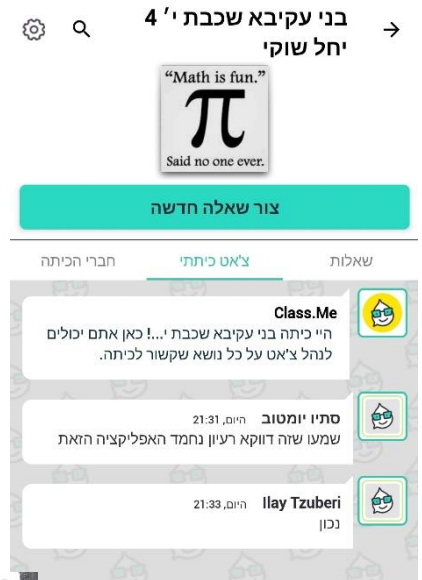 בני עקיבא שכבת י׳ 4
יחל שוקי
“Math is fun.”
π
Said no one ever.
צור שאלה חדשה
שאלות
צ'אט כיתתי
חברי הכיתה
Class.Me
היי כיתה בני עקיבא שכבת י...! כאן אתם יכולים
לנהל צ'אט על כל נושא שקשור לכיתה.
סתיו יומטוב היום, 21:31
שמעו שזה דווקא רעיון נחמד האפליקציה הזאת
Ilay Tzuberi היום, 21:33
נכון